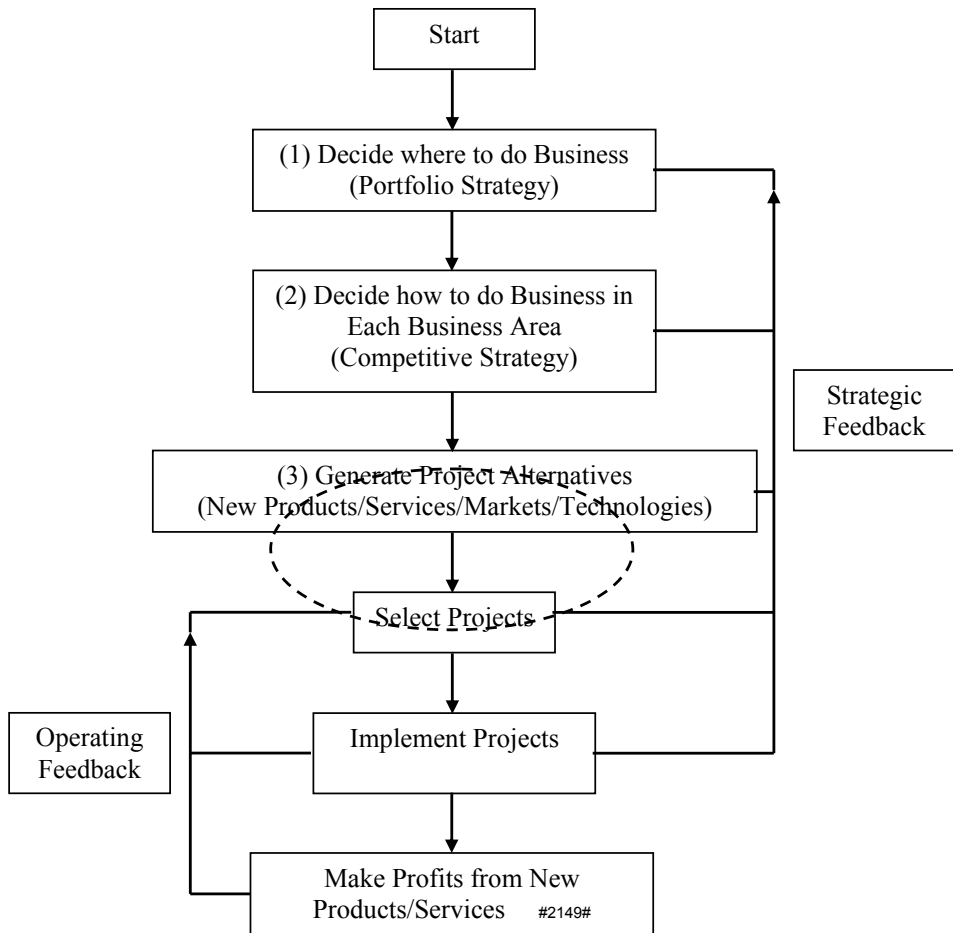 Start
(1) Decide where to do Business
(Portfolio Strategy)
(2) Decide how to do Business in
Each Business Area
(Competitive Strategy)
Strategic
Feedback
(3) Generate Project Alternatives
(New Products/Services/Markets/Technologies)
Select Projects
Operating
Feedback
Implement Projects
Make Profits from New
Products/Services #2149#